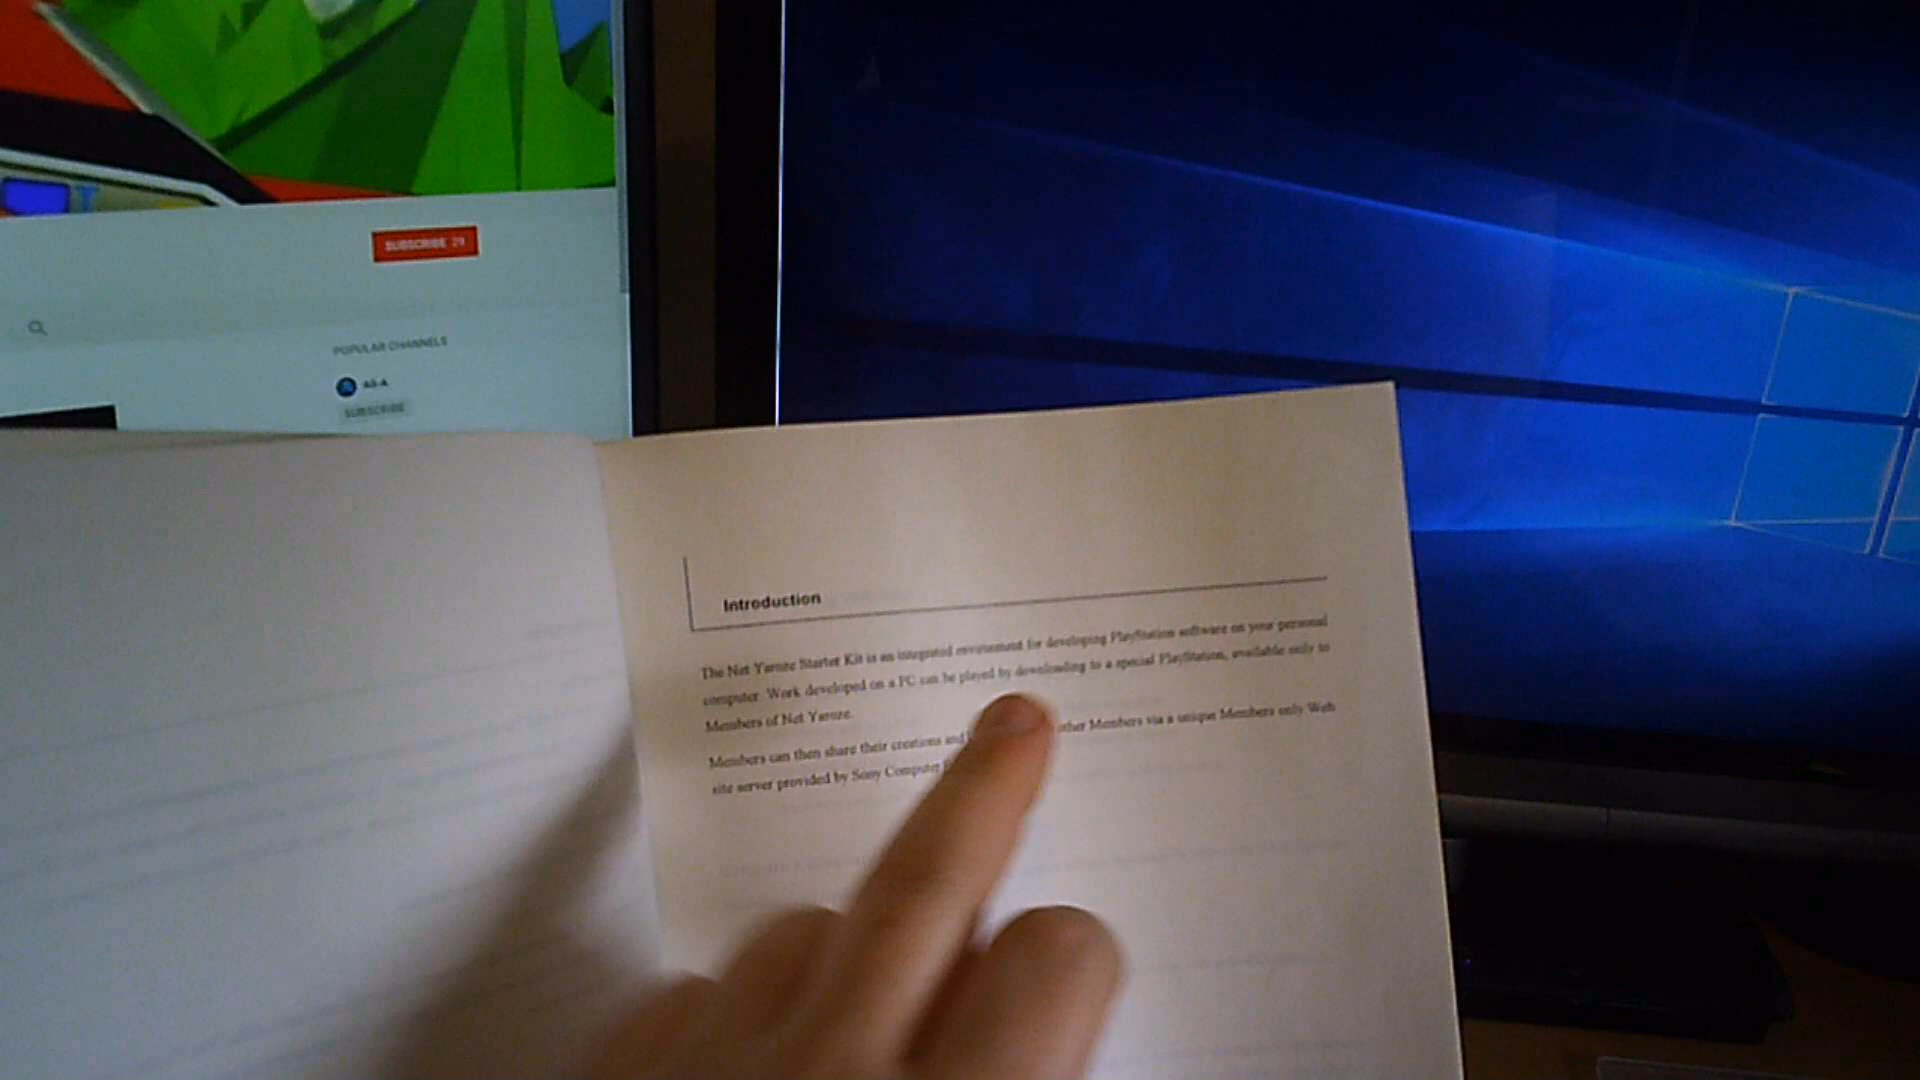 SUBSCRIBE 29
POPULAR CHANNELS
SUBSCRIBE
Introduction
The Net Yaroze Starter Kit is an integrated environment for developing PlayStation software on your personal
computer. Work developed on a PC can be played by downloading to a special PlayStation, available only to
Members of Net Yaroze.
Members can then share their creations and other Members via a unique Members only Web
site server provided by Sony Computer